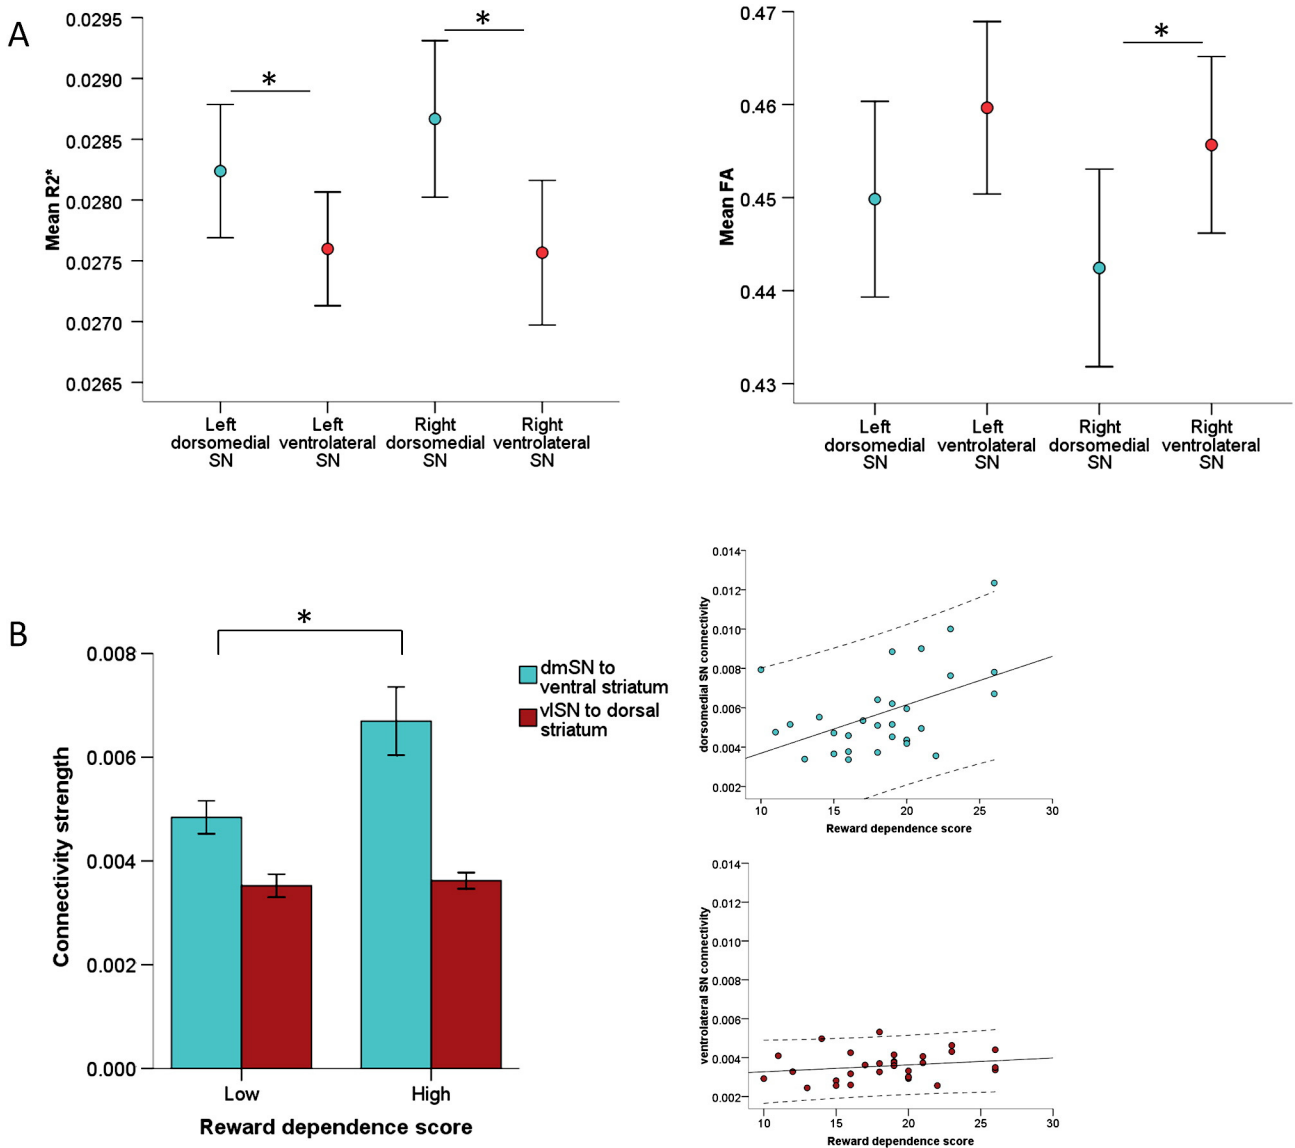 A
Mean R2*
0.0295
0.0290
0.0285
0.0280
0.0275
0.0270
0.0265
*
*
Left
dorsomedial
SN
Left
ventrolateral
SN
Right
dorsomedial
SN
Right
ventrolateral
SN
Mean FA
0.47
0.46
0.45
0.44
0.43
*
Left
dorsomedial
SN
Left
ventrolateral
SN
Right
dorsomedial
SN
Right
ventrolateral
SN
B
Connectivity strength
0.008
0.006
0.004
0.002
0.000
*
Low
High
Reward dependence score
dmSN to
ventral striatum
vlSN to dorsal
striatum
dorsomedial SN connectivity
0.014
0.012
0.010
0.008
0.006
0.004
0.002
10
15
20
25
30
Reward dependence score
ventrolateral SN connectivity
0.014
0.012
0.010
0.008
0.006
0.004
0.002
10
15
20
25
30
Reward dependence score